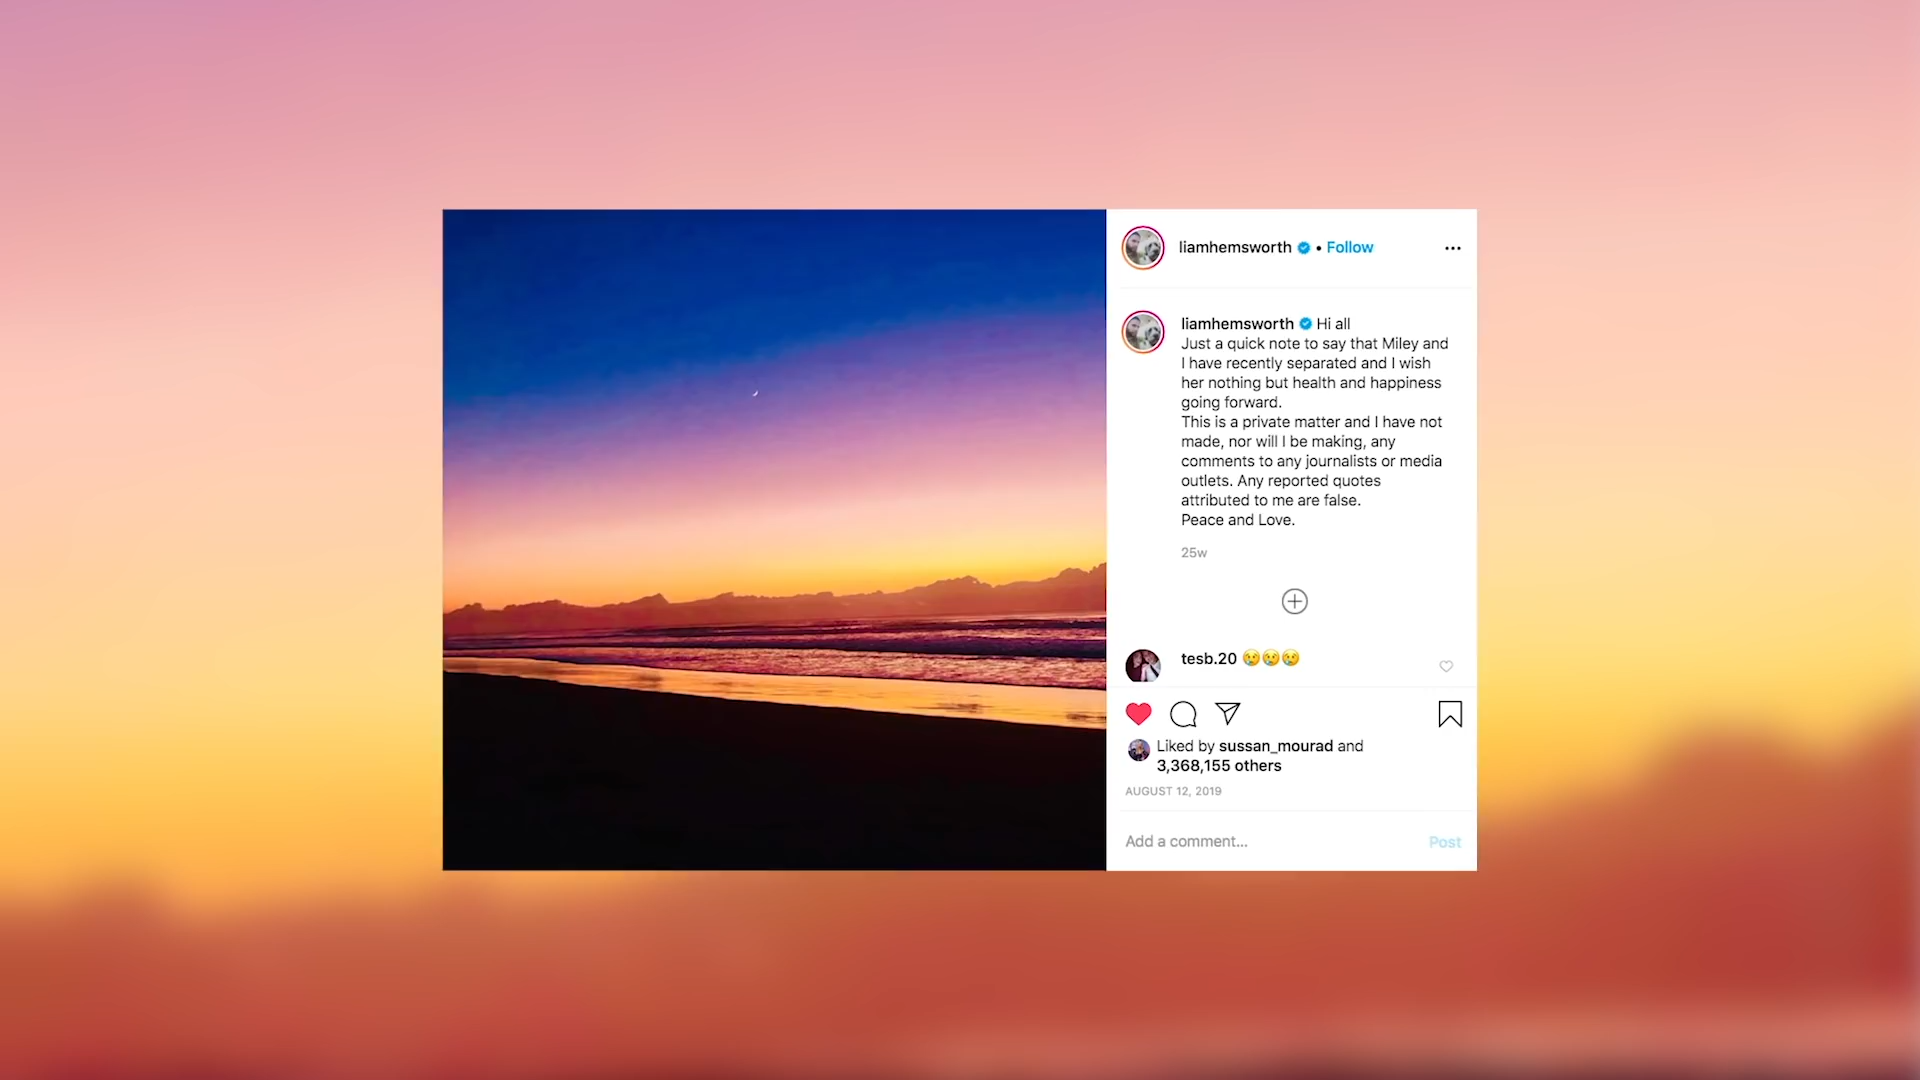 liamhemsworth • Follow
liamhemsworth Hi all
Just a quick note to say that Miley and
I have recently separated and I wish
her nothing but health and happiness
going forward.
This is a private matter and I have not
made, nor will I be making, any
comments to any journalists or media
outlets. Any reported quotes
attributed to me are false.
Peace and Love.
25w
tesb.20 😢😢😢
Liked by sussan_mourad and
3,368,155 others
AUGUST 12, 2019
Add a comment...
Post